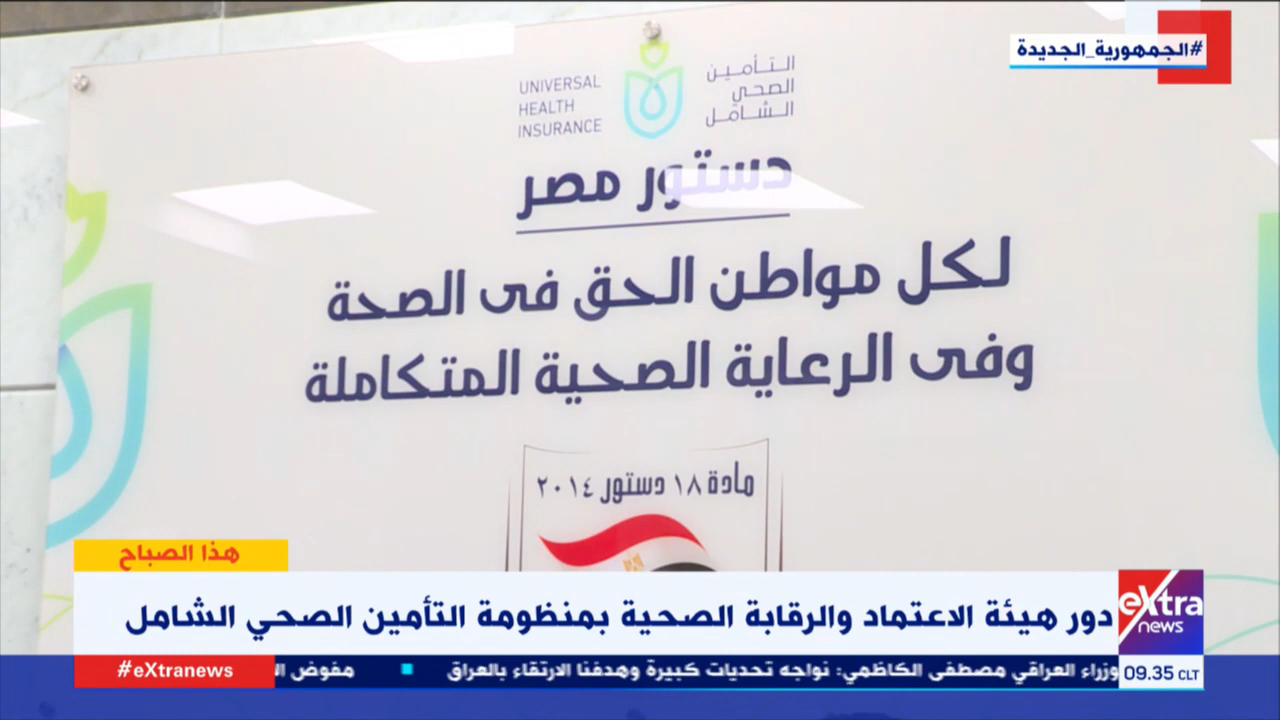 #الجمهورية_الجديدة
UNIVERSAL
HEALTH
INSURANCE
التأمين
الصحي
الشامل
دستور مصر
لكل مواطن الحق فى الصحة
وفى الرعاية الصحية المتكاملة
مادة ١٨ دستور ٢٠١٤
هذا الصباح
دور هيئة الاعتماد والرقابة الصحية بمنظومة التأمين الصحي الشامل
eXtra
news
وزراء العراقي مصطفى الكاظمي: نواجه تحديات كبيرة وهدفنا الارتقاء بالعراق ■ مفوض
#eXtranews
09.35 CLT